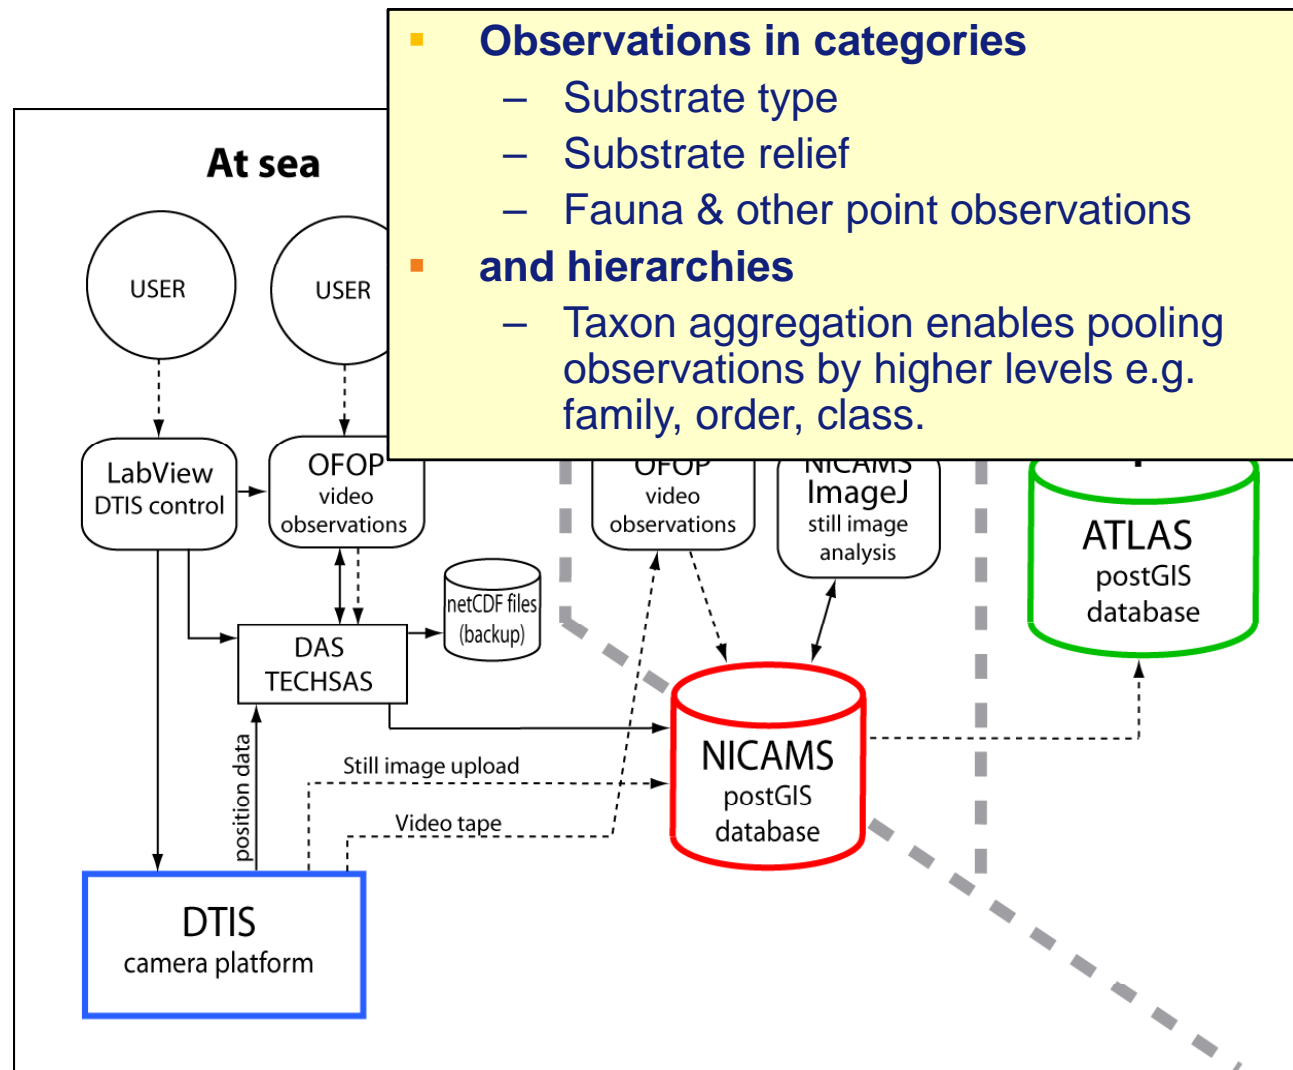 Observations in categories
– Substrate type
– Substrate relief
– Fauna & other point observations
and hierarchies
– Taxon aggregation enables pooling
observations by higher levels e.g.
family, order, class.
At sea
USER
USER
LabView
DTIS control
OFOP
video
observations
OFOP
video
observations
NICAMS
ImageJ
still image
analysis
ATLAS
postGIS
database
netCDF files
(backup)
DAS
TECHSAS
position data
Still image upload
Video tape
NICAMS
postGIS
database
DTIS
camera platform